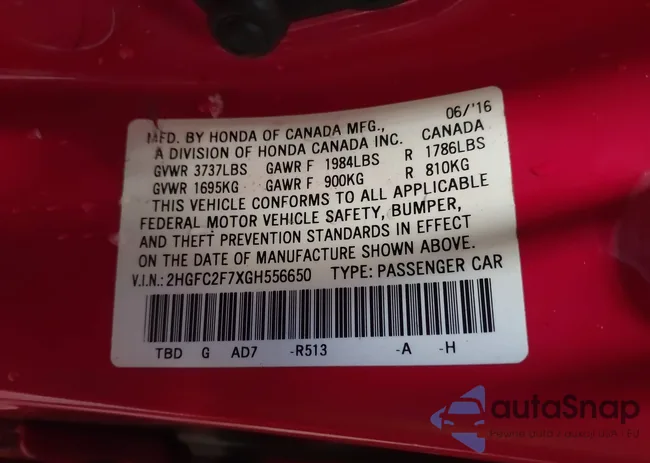 06/'16
MFD. BY HONDA OF CANADA MFG., CANADA
A DIVISION OF HONDA CANADA INC.
GVWR 3737LBS GAWR F 1984LBS R 1786LBS
GVWR 1695KG GAWR F 900KG R 810KG
THIS VEHICLE CONFORMS TO ALL APPLICABLE
FEDERAL MOTOR VEHICLE SAFETY, BUMPER,
AND THEFT PREVENTION STANDARDS IN EFFECT
ON THE DATE OF MANUFACTURE SHOWN ABOVE.
V.I.N.: 2HGFC2F7XGH556650 TYPE: PASSENGER CAR
TBD G AD7 -R513 -A -H
autoSnap